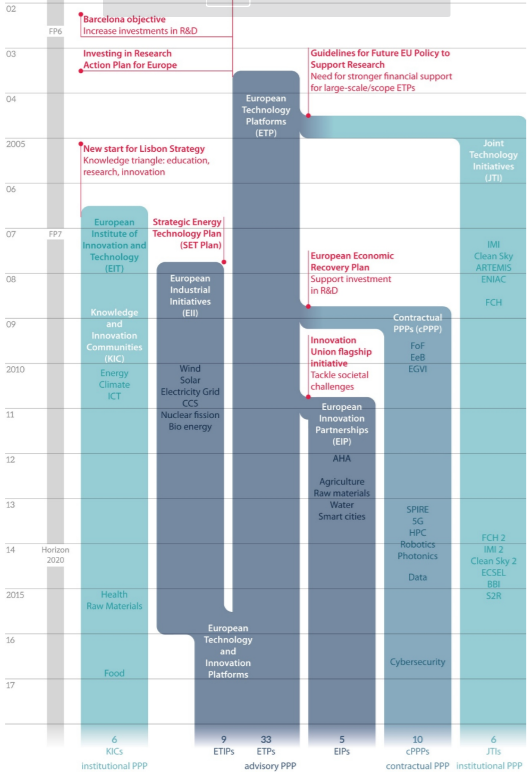 02
Barcelona objective
Increase investments in R&D
FP6
03
Investing in Research
Action Plan for Europe
Guidelines for Future EU Policy to
Support Research
Need for stronger financial support
for large-scale/scope ETPs
04
European
Technology
Platforms
(ETP)
2005
New start for Lisbon Strategy
Knowledge triangle: education,
research, innovation
Joint
Technology
Initiatives
(JTI)
06
European
Institute of
Innovation and
Technology
(EIT)
Strategic Energy
Technology Plan
(SET Plan)
07
FP7
IMI
Clean Sky
ARTEMIS
ENIAC
FCH
European Economic
Recovery Plan
Support investment
in R&D
08
European
Industrial
Initiatives
(EII)
Knowledge
and
Innovation
Communities
(KIC)
09
Contractual
PPPs (cPPP)
FoF
EeB
EGVI
Innovation
Union flagship
initiative
Tackle societal
challenges
2010
Energy
Climate
ICT
Wind
Solar
Electricity Grid
CCS
Nuclear fission
Bio energy
11
European
Innovation
Partnerships
(EIP)
12
AHA
Agriculture
Raw materials
Water
Smart cities
13
SPIRE
5G
HPC
Robotics
Photonics
Data
14
Horizon
2020
FCH 2
IMI 2
Clean Sky 2
ECSEL
BBI
S2R
2015
Health
Raw Materials
European
Technology
and
Innovation
Platforms
16
Food
Cybersecurity
17
6
KICs
institutional PPP
9
ETIPs
33
ETPs
advisory PPP
5
EIPs
10
cPPPs
contractual PPP
6
JTIs
institutional PPP